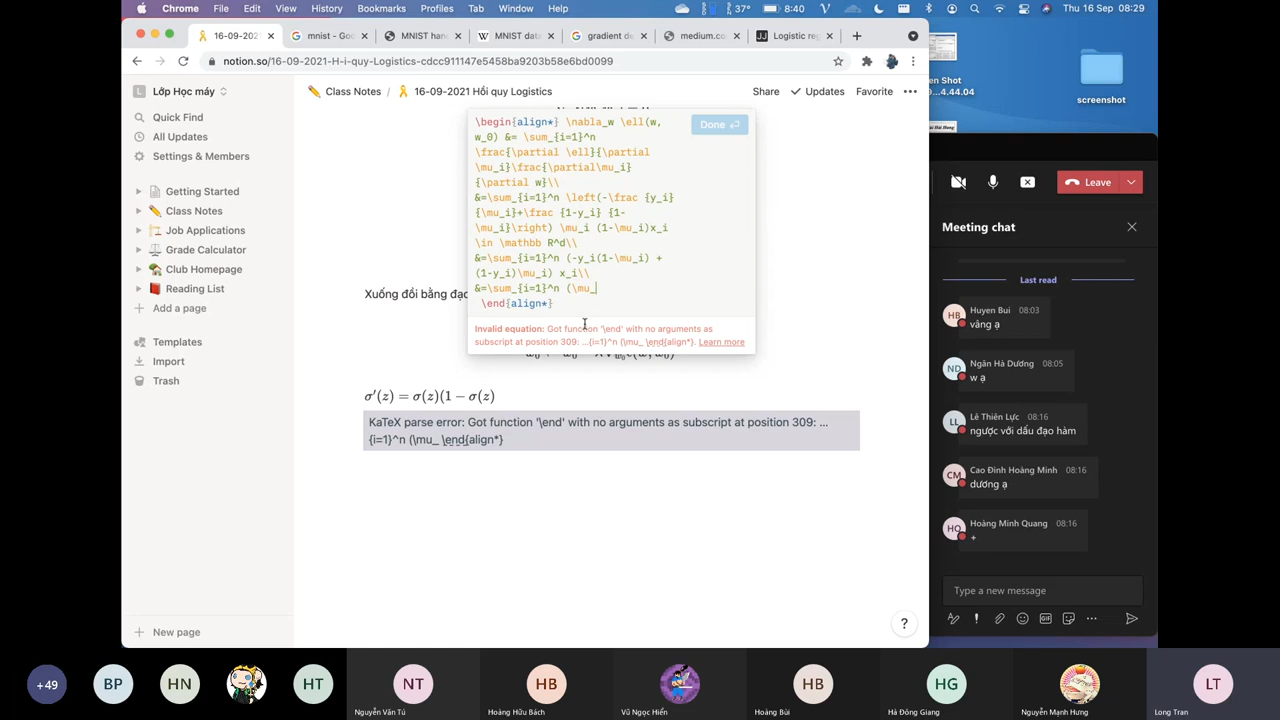 Chrome File Edit View History Bookmarks Profiles Tab Window Help 37° 8:40 Thu 16 Sep 08:29
16-09-202 mnist - Goo MNIST han MNIST data gradient de medium.co Logistic reg
notion.so/16-09-2021-H-i-quy-Logistics-cdcc911147e5458ba9203b58e6bd0099
L Lớp Học máy
Class Notes / 16-09-2021 Hồi quy Logistics Share Updates Favorite
Quick Find
All Updates
Settings & Members
Getting Started
Class Notes
Job Applications
Grade Calculator
Club Homepage
Reading List
Add a page
Templates
Import
Trash
New page
\begin{align*} \nabla_w \ell(w,
w_0) &= \sum_{i=1}^n
\frac{\partial \ell}{\partial
\mu_i}\frac{\partial\mu_i}
{\partial w}\\
&=\sum_{i=1}^n \left(-\frac {y_i}
{\mu_i}+\frac {1-y_i} {1-
\mu_i}\right) \mu_i (1-\mu_i)x_i
\in \mathbb R^d\\
&=\sum_{i=1}^n (-y_i(1-\mu_i) +
(1-y_i)\mu_i) x_i\\
&=\sum_{i=1}^n (\mu_
\end{align*}
Done
Invalid equation: Got function '\end' with no arguments as
subscript at position 309: …{i=1}^n (\mu_ \end{align*}. Learn more
Xuống đồi bằng đạo
σ′(z) = σ(z)(1 − σ(z)
KaTeX parse error: Got function '\end' with no arguments as subscript at position 309: …
{i=1}^n (\mu_ \end{align*}
?
en Shot
...4.44.04
screenshot
Leave
Meeting chat
Last read
HB Huyen Bui 08:03
vâng ạ
ND Ngân Hà Dương 08:05
w ạ
LL Lê Thiên Lực 08:16
ngược với dấu đạo hàm
CM Cao Đình Hoàng Minh 08:16
dương ạ
HQ Hoàng Minh Quang 08:16
+
Type a new message
+49 BP HN HT NT HB HB HG LT
Nguyễn Văn Tú Hoàng Hữu Bách Vũ Ngọc Hiển Hoàng Bùi Hà Đông Giang Nguyễn Mạnh Hưng Long Tran